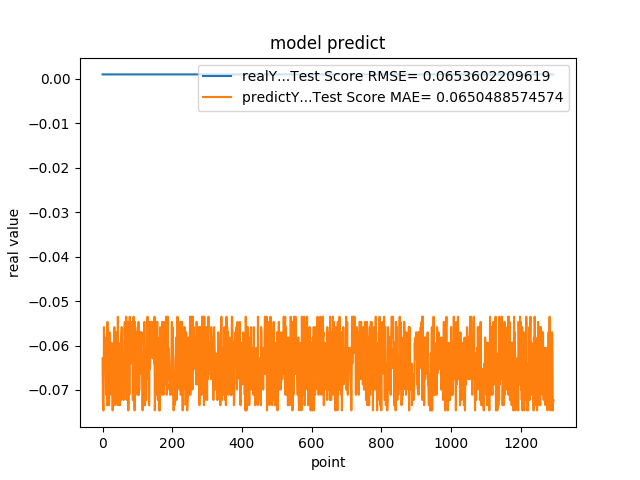 model predict
realY...Test Score RMSE= 0.0653602209619
predictY...Test Score MAE= 0.0650488574574
real value
0.00
−0.01
−0.02
−0.03
−0.04
−0.05
−0.06
−0.07
0 200 400 600 800 1000 1200
point